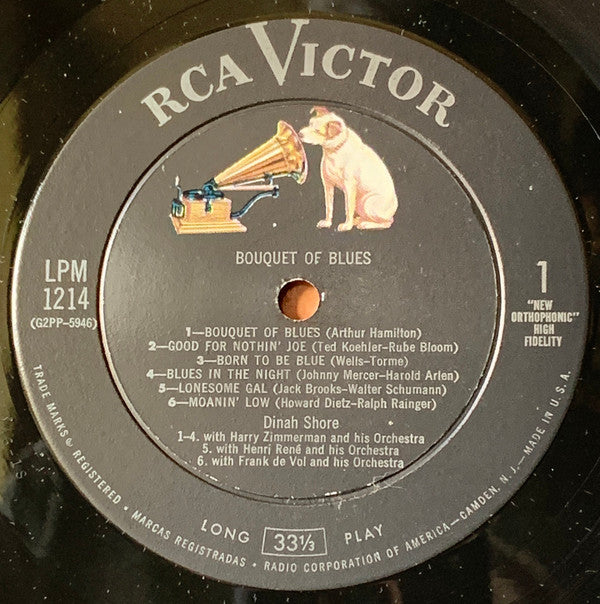 RCA VICTOR
BOUQUET OF BLUES
LPM
1214
(G2PP-5946)
1
"NEW
ORTHOPHONIC"
HIGH
FIDELITY
1—BOUQUET OF BLUES (Arthur Hamilton)
2—GOOD FOR NOTHIN' JOE (Ted Koehler-Rube Bloom)
3—BORN TO BE BLUE (Wells-Torme)
4—BLUES IN THE NIGHT (Johnny Mercer-Harold Arlen)
5—LONESOME GAL (Jack Brooks-Walter Schumann)
6—MOANIN' LOW (Howard Dietz-Ralph Rainger)
Dinah Shore
1-4. with Harry Zimmerman and his Orchestra
5. with Henri René and his Orchestra
6. with Frank de Vol and his Orchestra
LONG 33⅓ PLAY
TRADE MARKS ® REGISTERED • MARCAS REGISTRADAS • RADIO CORPORATION OF AMERICA—CAMDEN, N. J.—MADE IN U.S.A.